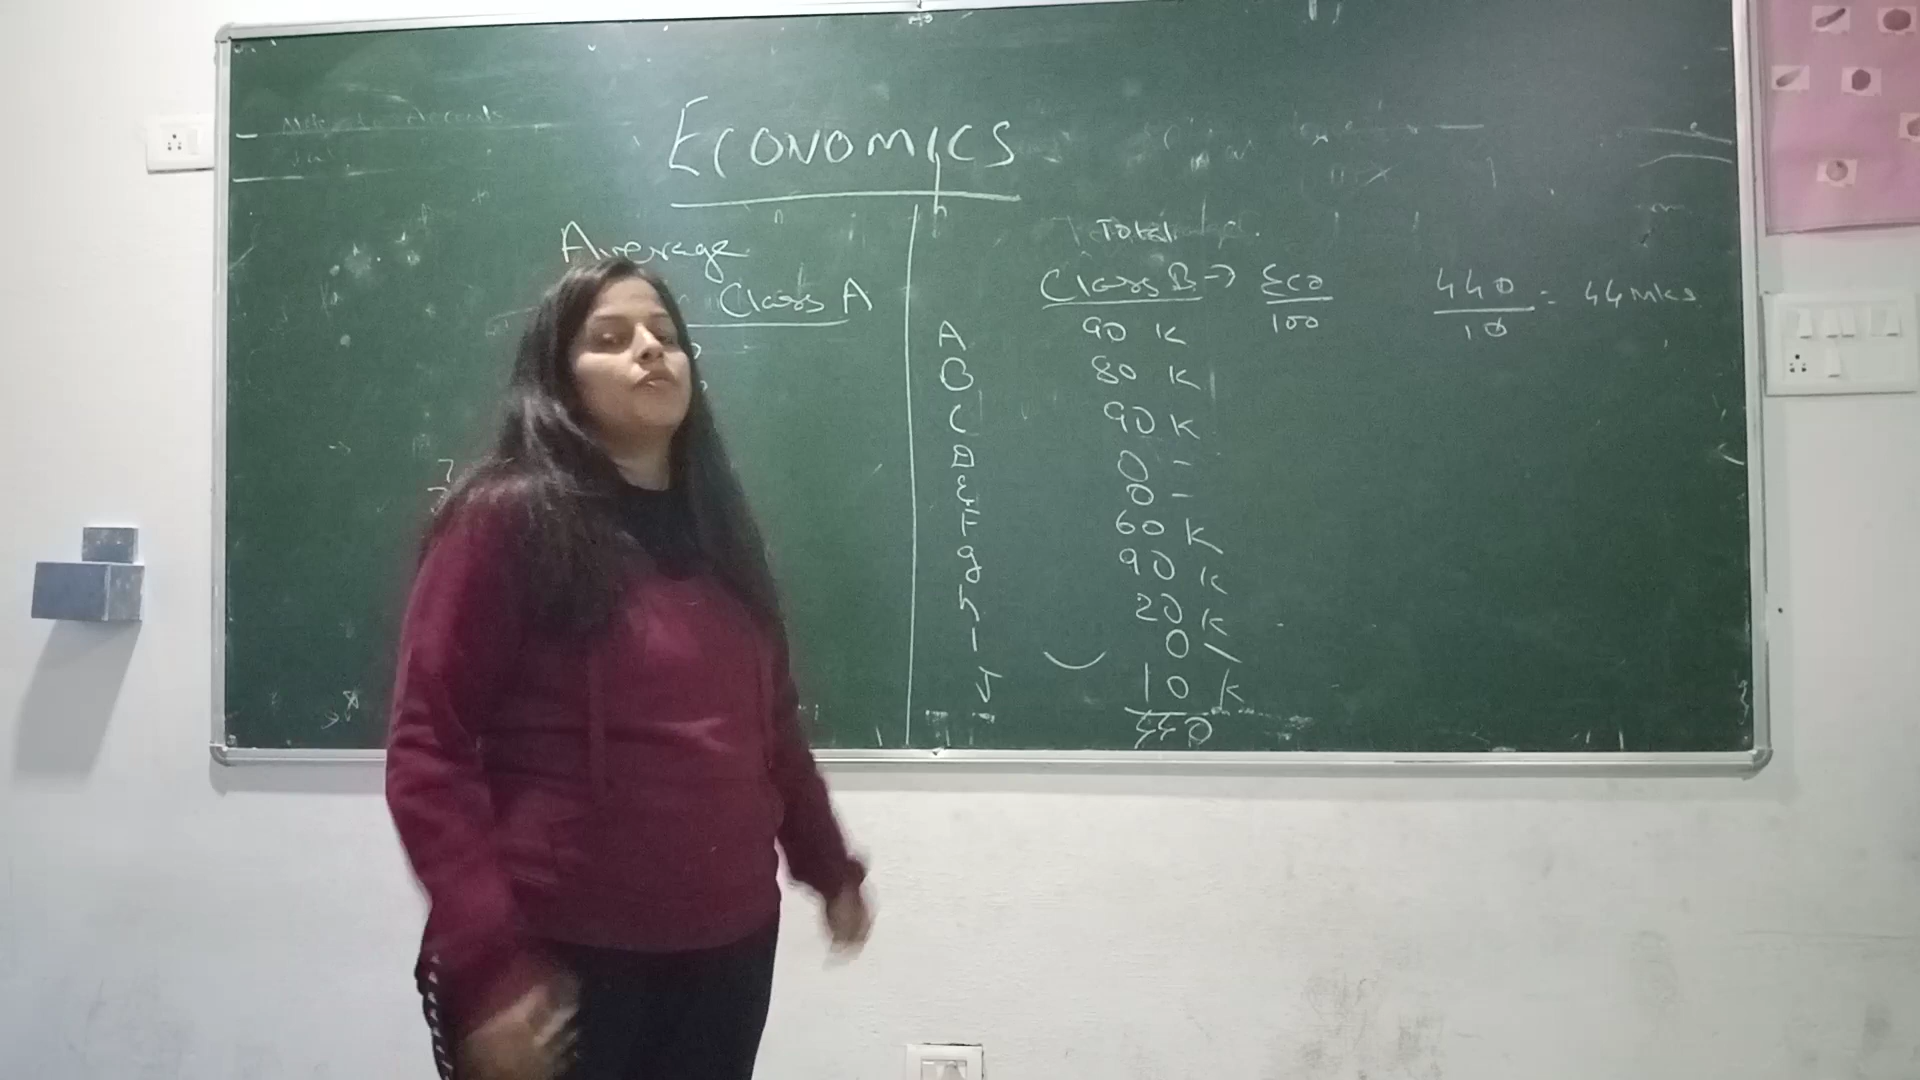 ECONOMICS
Average
Class A
Total
Class B → Eco/100
440/10 = 44 Mks
A 90 K
B 80 K
C 90 K
D 0 -
E 0 -
F 60 K
g 90 K
h 20 K
I 0
J 10 K
440